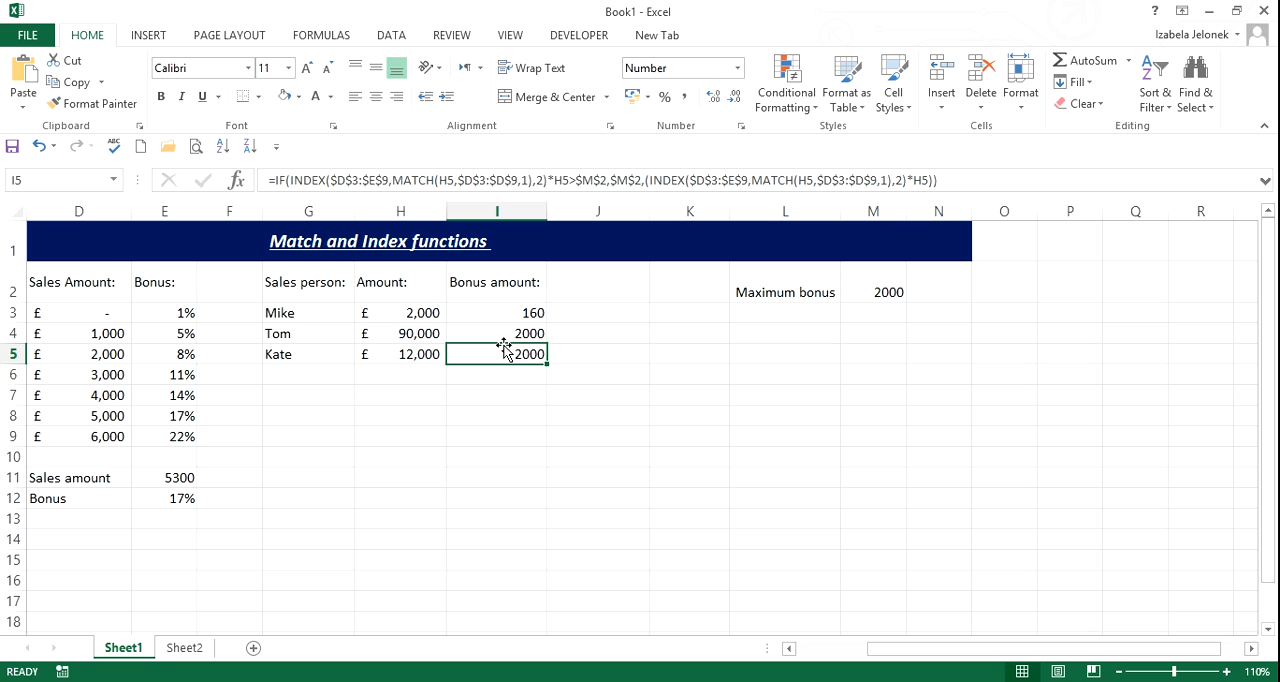 Book1 - Excel
?
FILE HOME INSERT PAGE LAYOUT FORMULAS DATA REVIEW VIEW DEVELOPER New Tab Izabela Jelonek
Cut
Copy
Format Painter
Paste
Clipboard
Calibri 11
B I U
Font
Wrap Text
Merge & Center
Alignment
Number
%
Number
Conditional Formatting
Format as Table
Cell Styles
Styles
Insert Delete Format
Cells
AutoSum
Fill
Clear
Sort & Filter
Find & Select
Editing
I5 fx =IF(INDEX($D$3:$E$9,MATCH(H5,$D$3:$D$9,1),2)*H5>$M$2,$M$2,(INDEX($D$3:$E$9,MATCH(H5,$D$3:$D$9,1),2)*H5))
D E F G H I J K L M N O P Q R
1 Match and Index functions
2 Sales Amount: Bonus: Sales person: Amount: Bonus amount: Maximum bonus 2000
3 £ - 1% Mike £ 2,000 160
4 £ 1,000 5% Tom £ 90,000 2000
5 £ 2,000 8% Kate £ 12,000 2000
6 £ 3,000 11%
7 £ 4,000 14%
8 £ 5,000 17%
9 £ 6,000 22%
10
11 Sales amount 5300
12 Bonus 17%
13
14
15
16
17
18
Sheet1 Sheet2
READY 110%